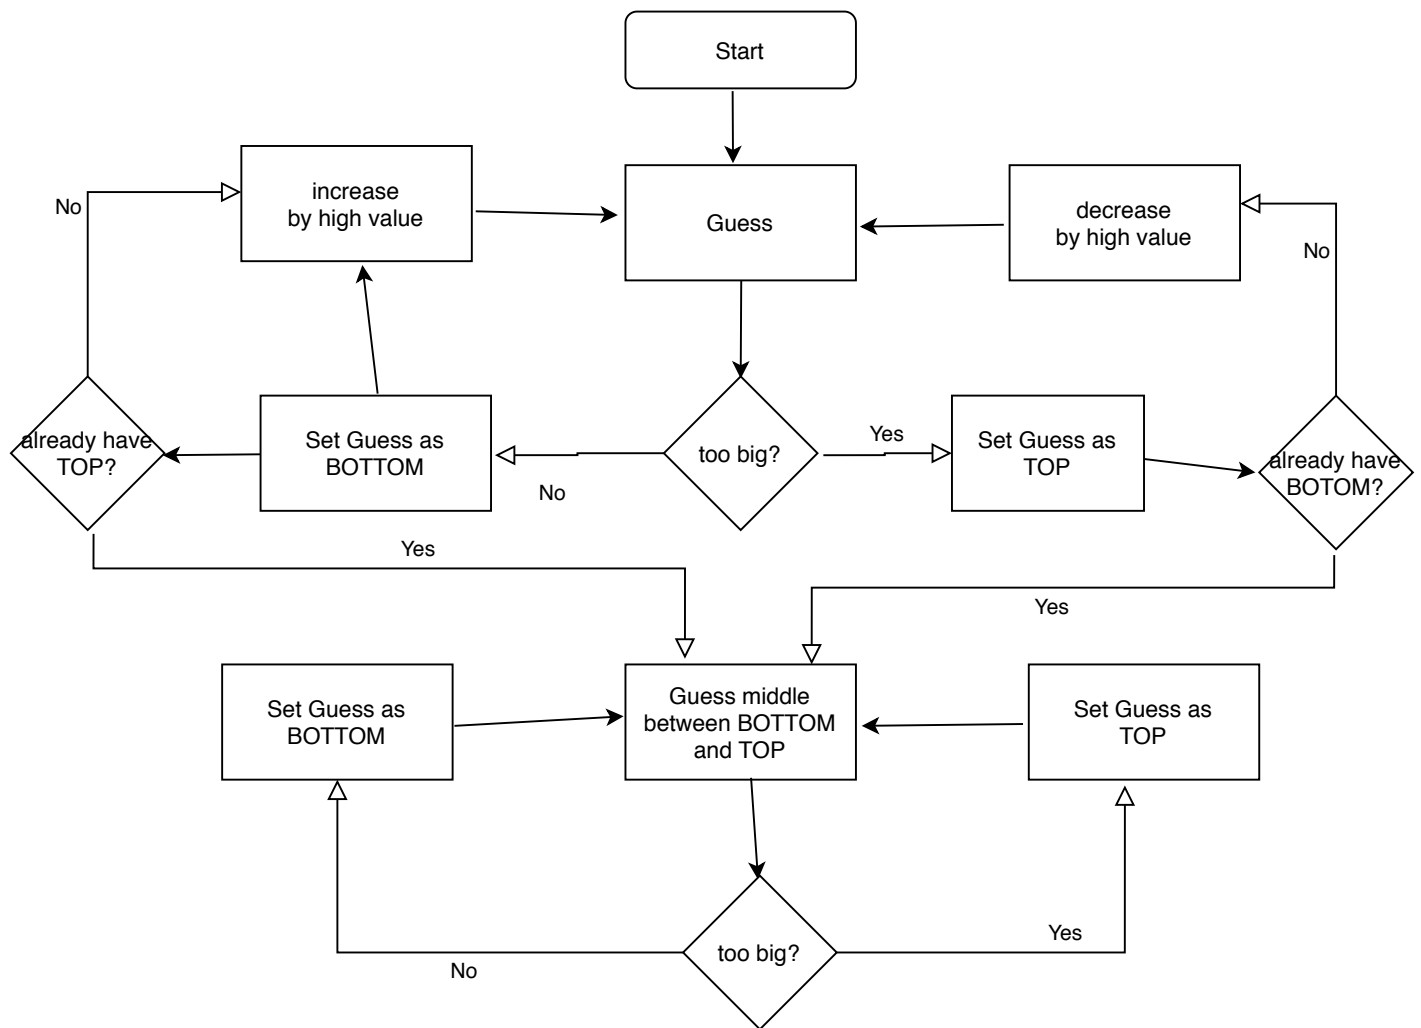 Start
increase
by high value
Guess
decrease
by high value
No
No
already have
TOP?
Set Guess as
BOTTOM
No
too big?
Yes
Set Guess as
TOP
already have
BOTOM?
Yes
Yes
Set Guess as
BOTTOM
Guess middle
between BOTTOM
and TOP
Set Guess as
TOP
No
too big?
Yes